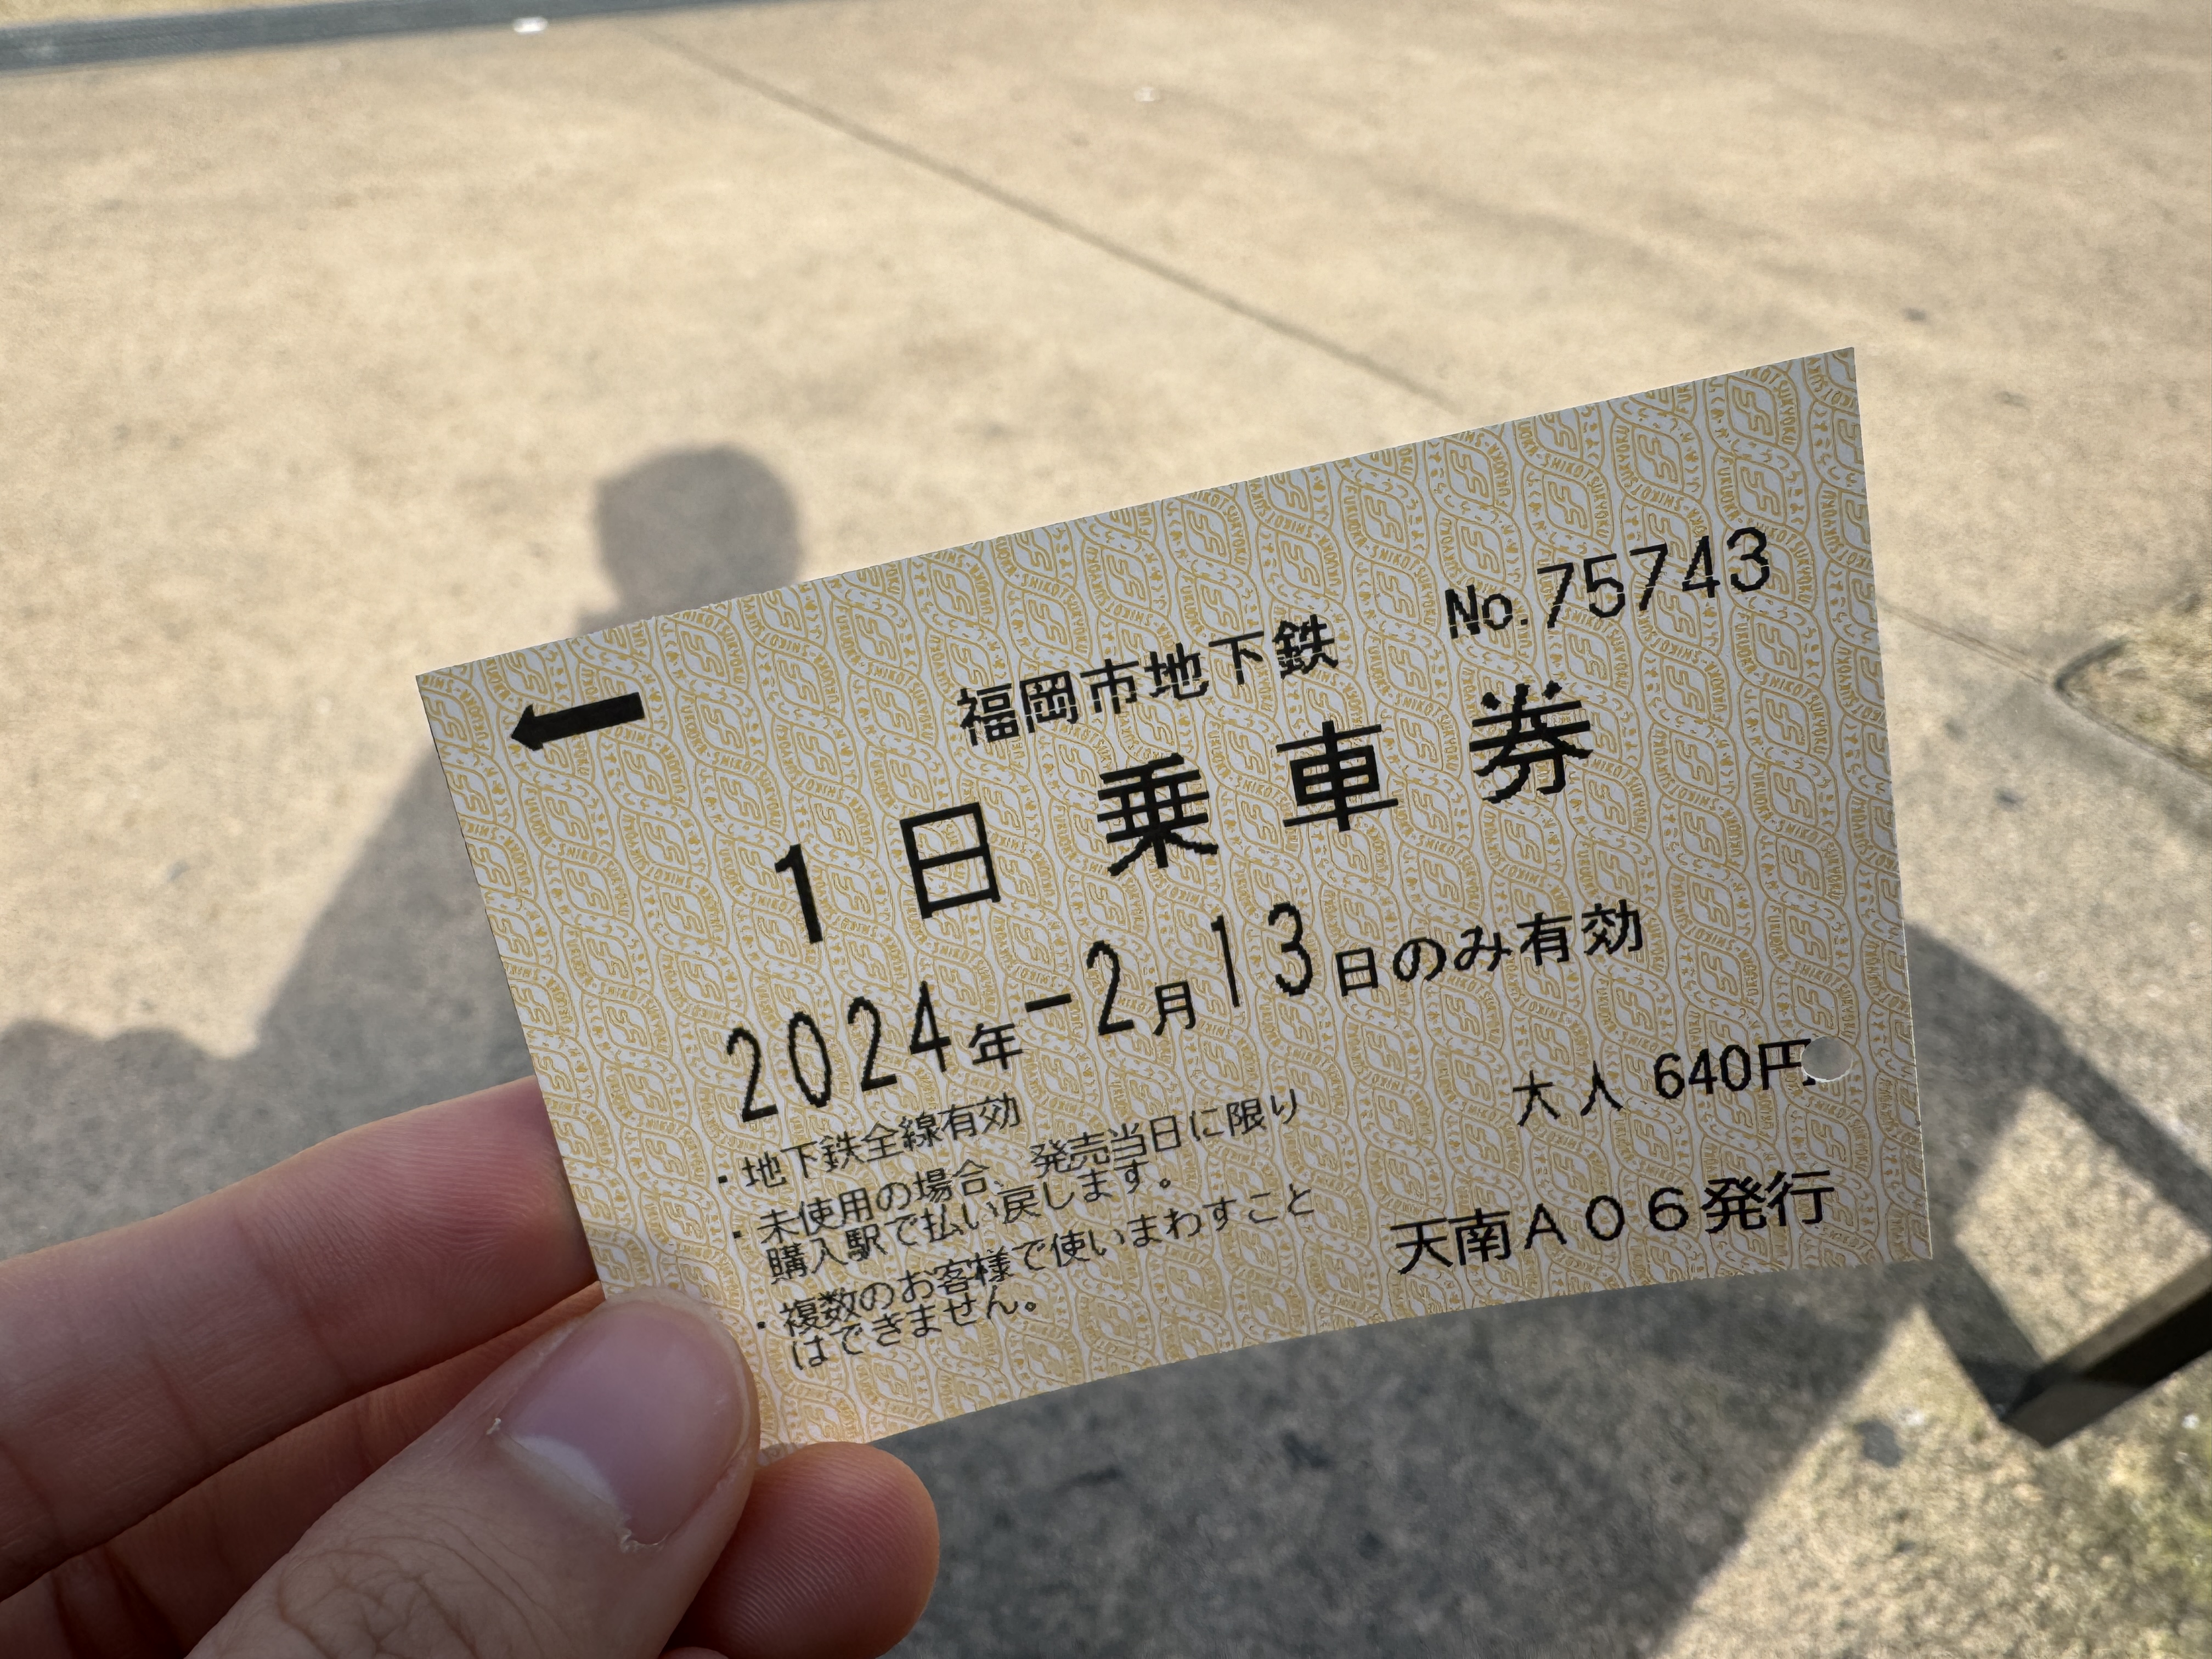 福岡市地下鉄 No.75743
1日乗車券
2024年-2月13日のみ有効
・地下鉄全線有効
大人 640円
・未使用の場合、発売当日に限り
購入駅で払い戻します。
・複数のお客様で使いまわすこと
はできません。
天南A06発行